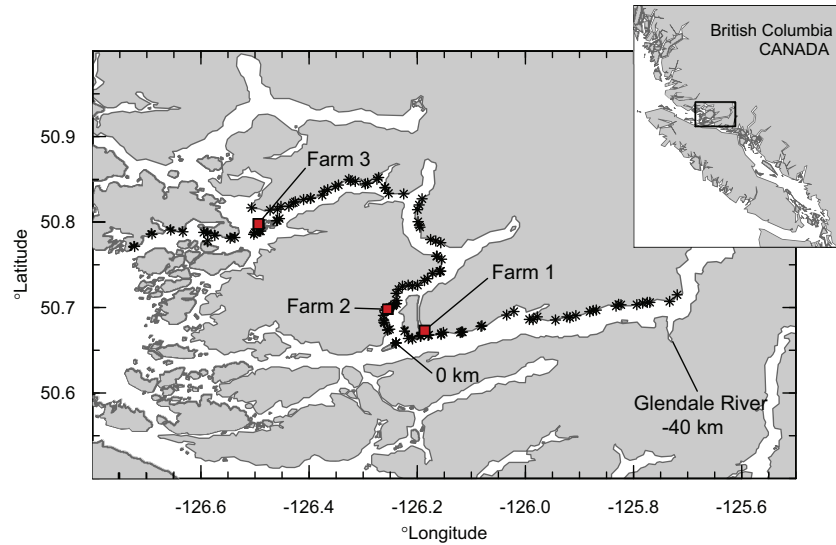 British Columbia
CANADA
50.9
50.8
50.7
50.6
°Latitude
Farm 3
Farm 1
Farm 2
0 km
Glendale River
-40 km
-126.6
-126.4
-126.2
-126.0
-125.8
-125.6
°Longitude